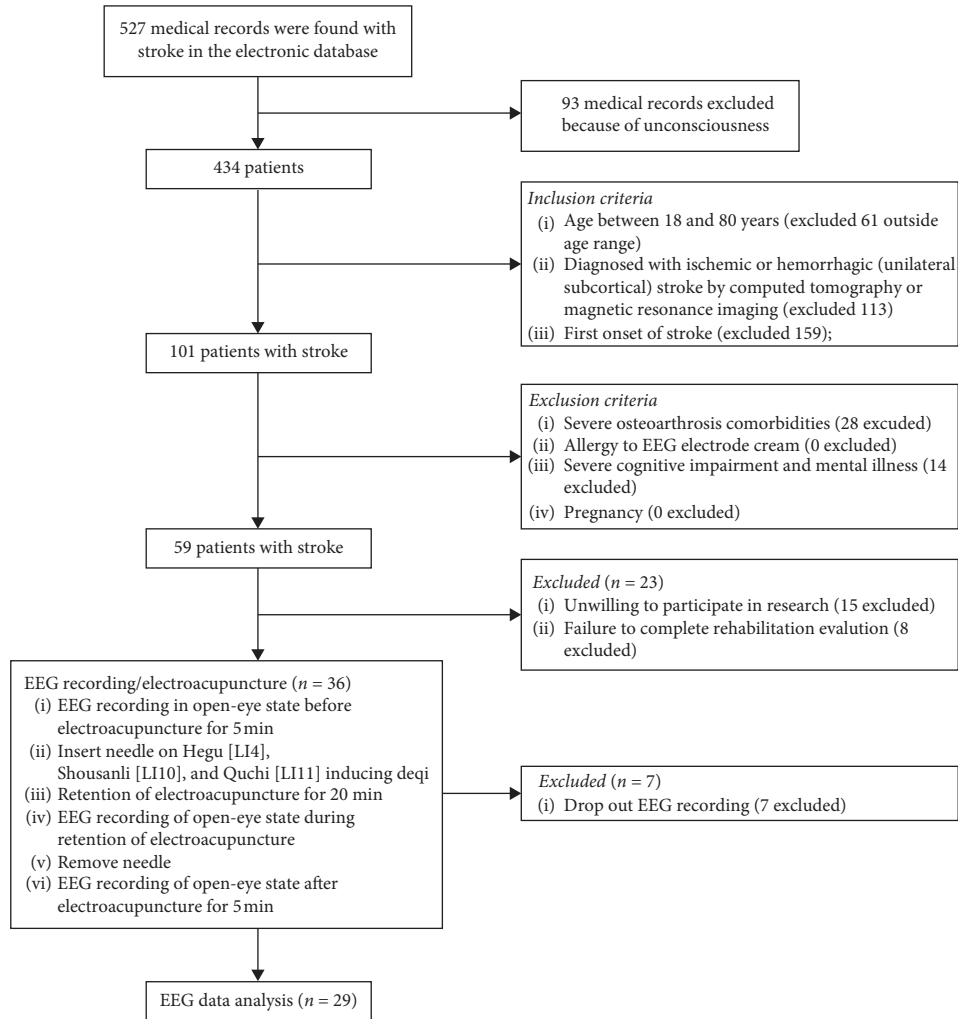 527 medical records were found with
stroke in the electronic database
93 medical records excluded
because of unconsciousness
434 patients
Inclusion criteria
(i) Age between 18 and 80 years (excluded 61 outside
age range)
(ii) Diagnosed with ischemic or hemorrhagic (unilateral
subcortical) stroke by computed tomography or
magnetic resonance imaging (excluded 113)
(iii) First onset of stroke (excluded 159);
101 patients with stroke
Exclusion criteria
(i) Severe osteoarthrosis comorbidities (28 excuded)
(ii) Allergy to EEG electrode cream (0 excluded)
(iii) Severe cognitive impairment and mental illness (14
excluded)
(iv) Pregnancy (0 excluded)
59 patients with stroke
Excluded (n = 23)
(i) Unwilling to participate in research (15 excluded)
(ii) Failure to complete rehabilitation evalution (8
excluded)
EEG recording/electroacupuncture (n = 36)
(i) EEG recording in open-eye state before
electroacupuncture for 5 min
(ii) Insert needle on Hegu [LI4],
Shousanli [LI10], and Quchi [LI11] inducing deqi
(iii) Retention of electroacupuncture for 20 min
(iv) EEG recording of open-eye state during
retention of electroacupuncture
(v) Remove needle
(vi) EEG recording of open-eye state after
electroacupuncture for 5 min
Excluded (n = 7)
(i) Drop out EEG recording (7 excluded)
EEG data analysis (n = 29)